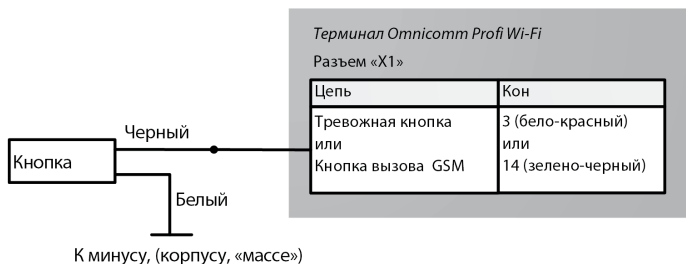 Терминал Omnicomm Profi Wi-Fi
Разъем «X1»
Цепь Кон
Тревожная кнопка 3 (бело-красный)
или или
Кнопка вызова GSM 14 (зелено-черный)
Черный
Кнопка
Белый
К минусу, (корпусу, «массе»)